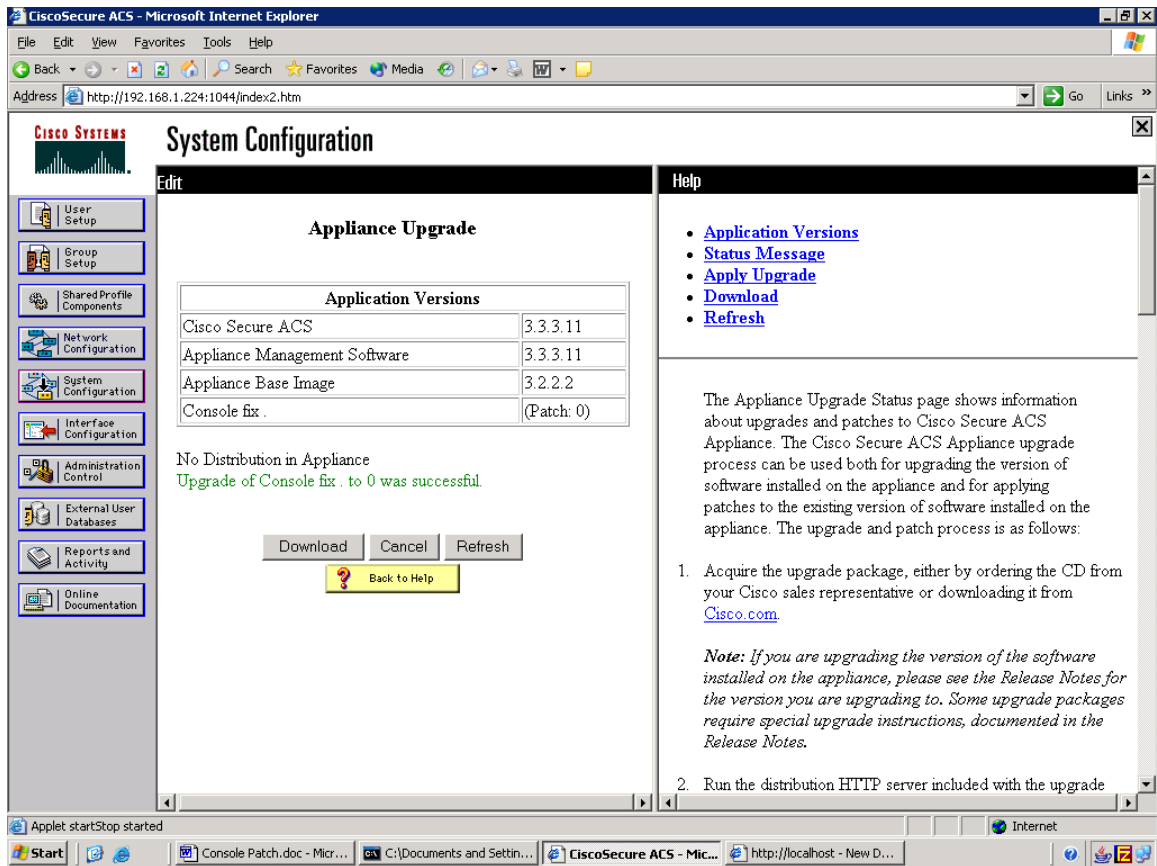 CiscoSecure ACS - Microsoft Internet Explorer
File Edit View Favorites Tools Help
Back Search Favorites Media
Address http://192.168.1.224:1044/index2.htm Go Links »
CISCO SYSTEMS
System Configuration
User Setup
Group Setup
Shared Profile Components
Network Configuration
System Configuration
Interface Configuration
Administration Control
External User Databases
Reports and Activity
Online Documentation
Edit
Appliance Upgrade
Application Versions
Cisco Secure ACS 3.3.3.11
Appliance Management Software 3.3.3.11
Appliance Base Image 3.2.2.2
Console fix . (Patch: 0)
No Distribution in Appliance
Upgrade of Console fix . to 0 was successful.
Download Cancel Refresh
Back to Help
Help
• Application Versions
• Status Message
• Apply Upgrade
• Download
• Refresh
The Appliance Upgrade Status page shows information
about upgrades and patches to Cisco Secure ACS
Appliance. The Cisco Secure ACS Appliance upgrade
process can be used both for upgrading the version of
software installed on the appliance and for applying
patches to the existing version of software installed on the
appliance. The upgrade and patch process is as follows:
1. Acquire the upgrade package, either by ordering the CD from
your Cisco sales representative or downloading it from
Cisco.com.
Note: If you are upgrading the version of the software
installed on the appliance, please see the Release Notes for
the version you are upgrading to. Some upgrade packages
require special upgrade instructions, documented in the
Release Notes.
2. Run the distribution HTTP server included with the upgrade
Applet startStop started
Internet
Start
Console Patch.doc - Micr...
C:\Documents and Settin...
CiscoSecure ACS - Mic...
http://localhost - New D...